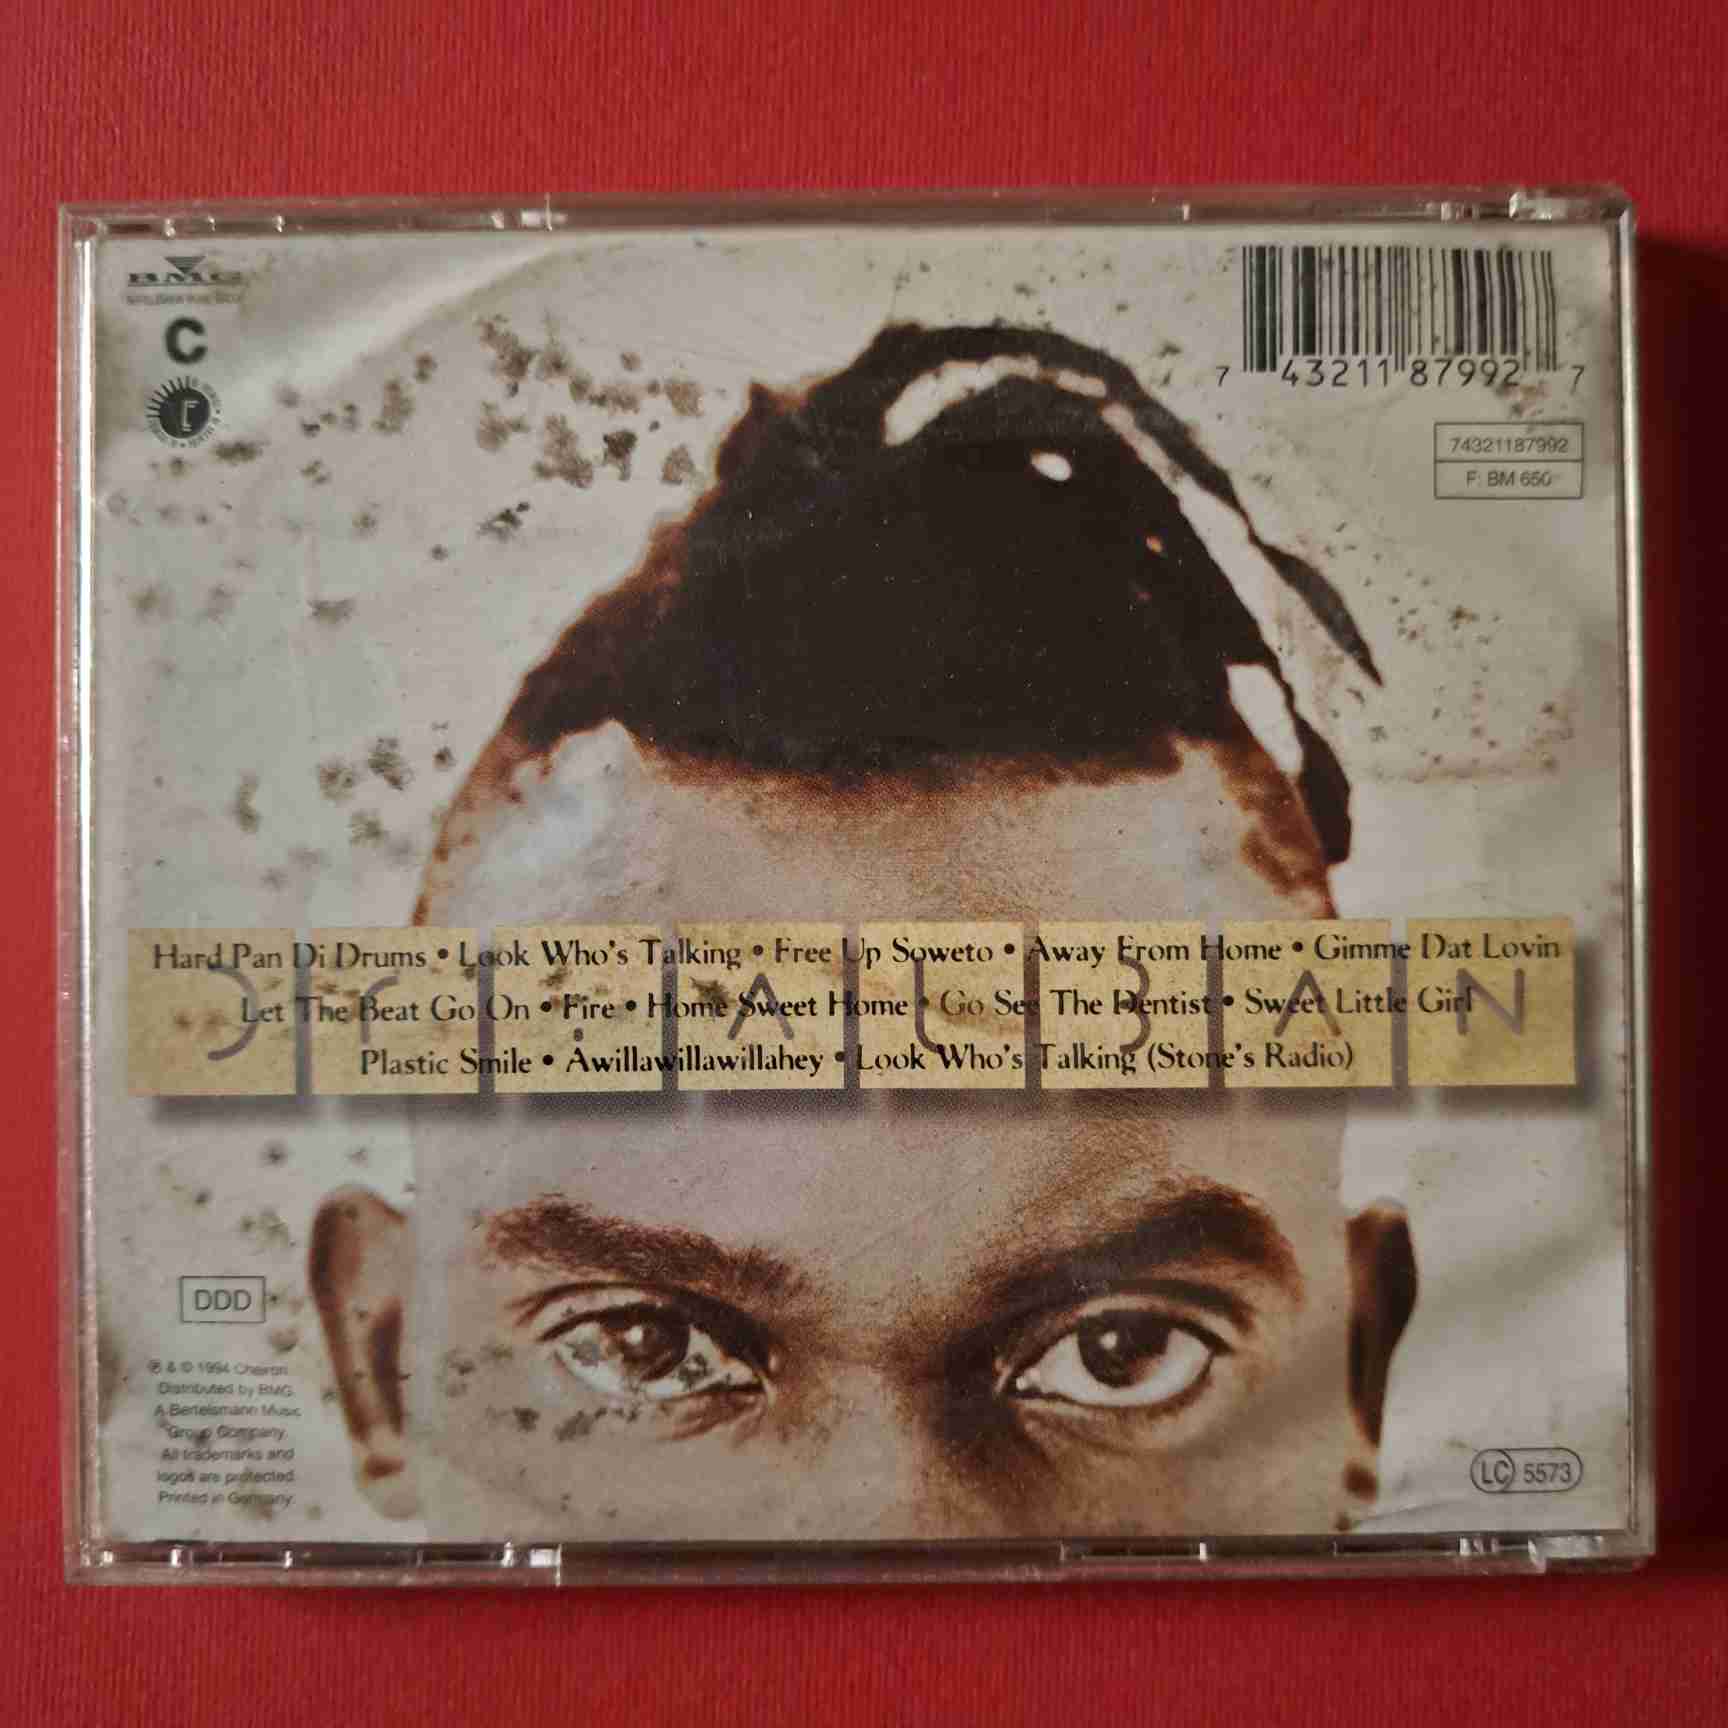 BMG
C
7 43211 87992 7
74321187992
F: BM 650
Hard Pan Di Drums • Look Who's Talking • Free Up Soweto • Away From Home • Gimme Dat Lovin
Let The Beat Go On • Fire • Home Sweet Home • Go See The Dentist • Sweet Little Girl
Plastic Smile • Awillawillawillahey • Look Who's Talking (Stone's Radio)
Dr. ALBAN
DDD
℗ & © 1994 Cheiron.
Distributed by BMG.
A Bertelsmann Music
Group Company.
All trademarks and
logos are protected.
Printed in Germany.
LC 5573